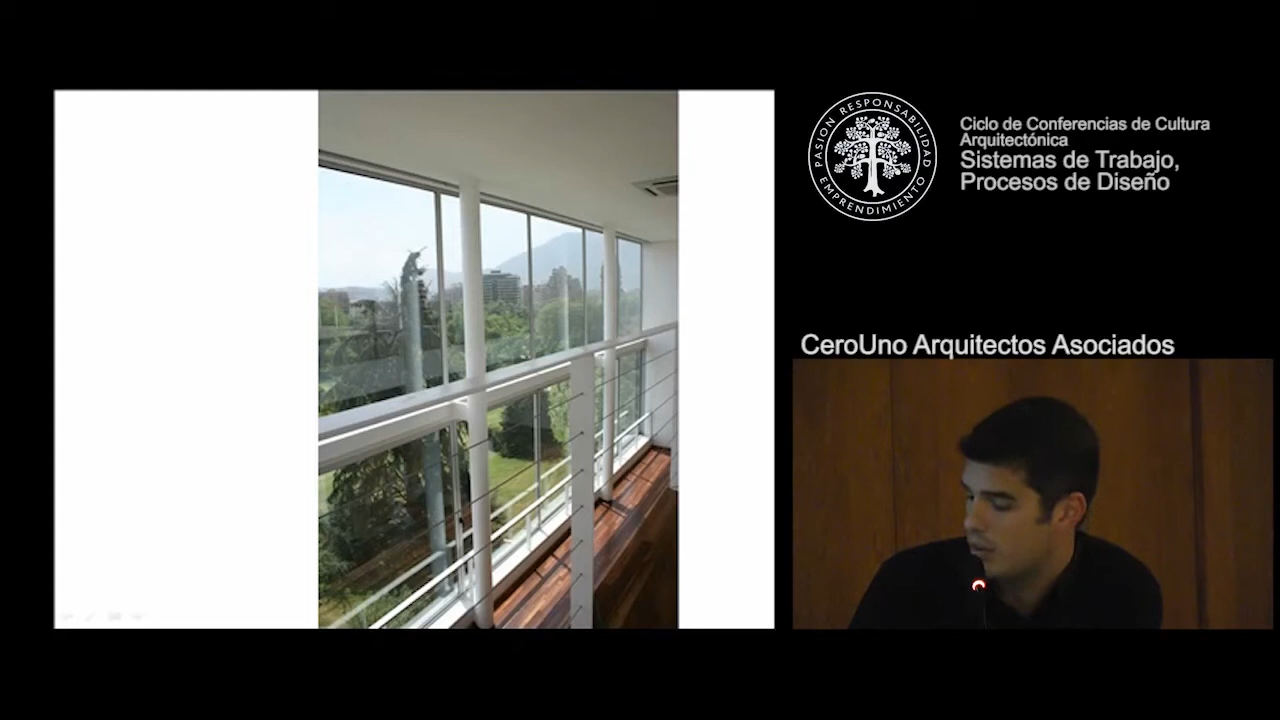 PASION RESPONSABILIDAD
EMPRENDIMIENTO
Ciclo de Conferencias de Cultura
Arquitectónica
Sistemas de Trabajo,
Procesos de Diseño
CeroUno Arquitectos Asociados